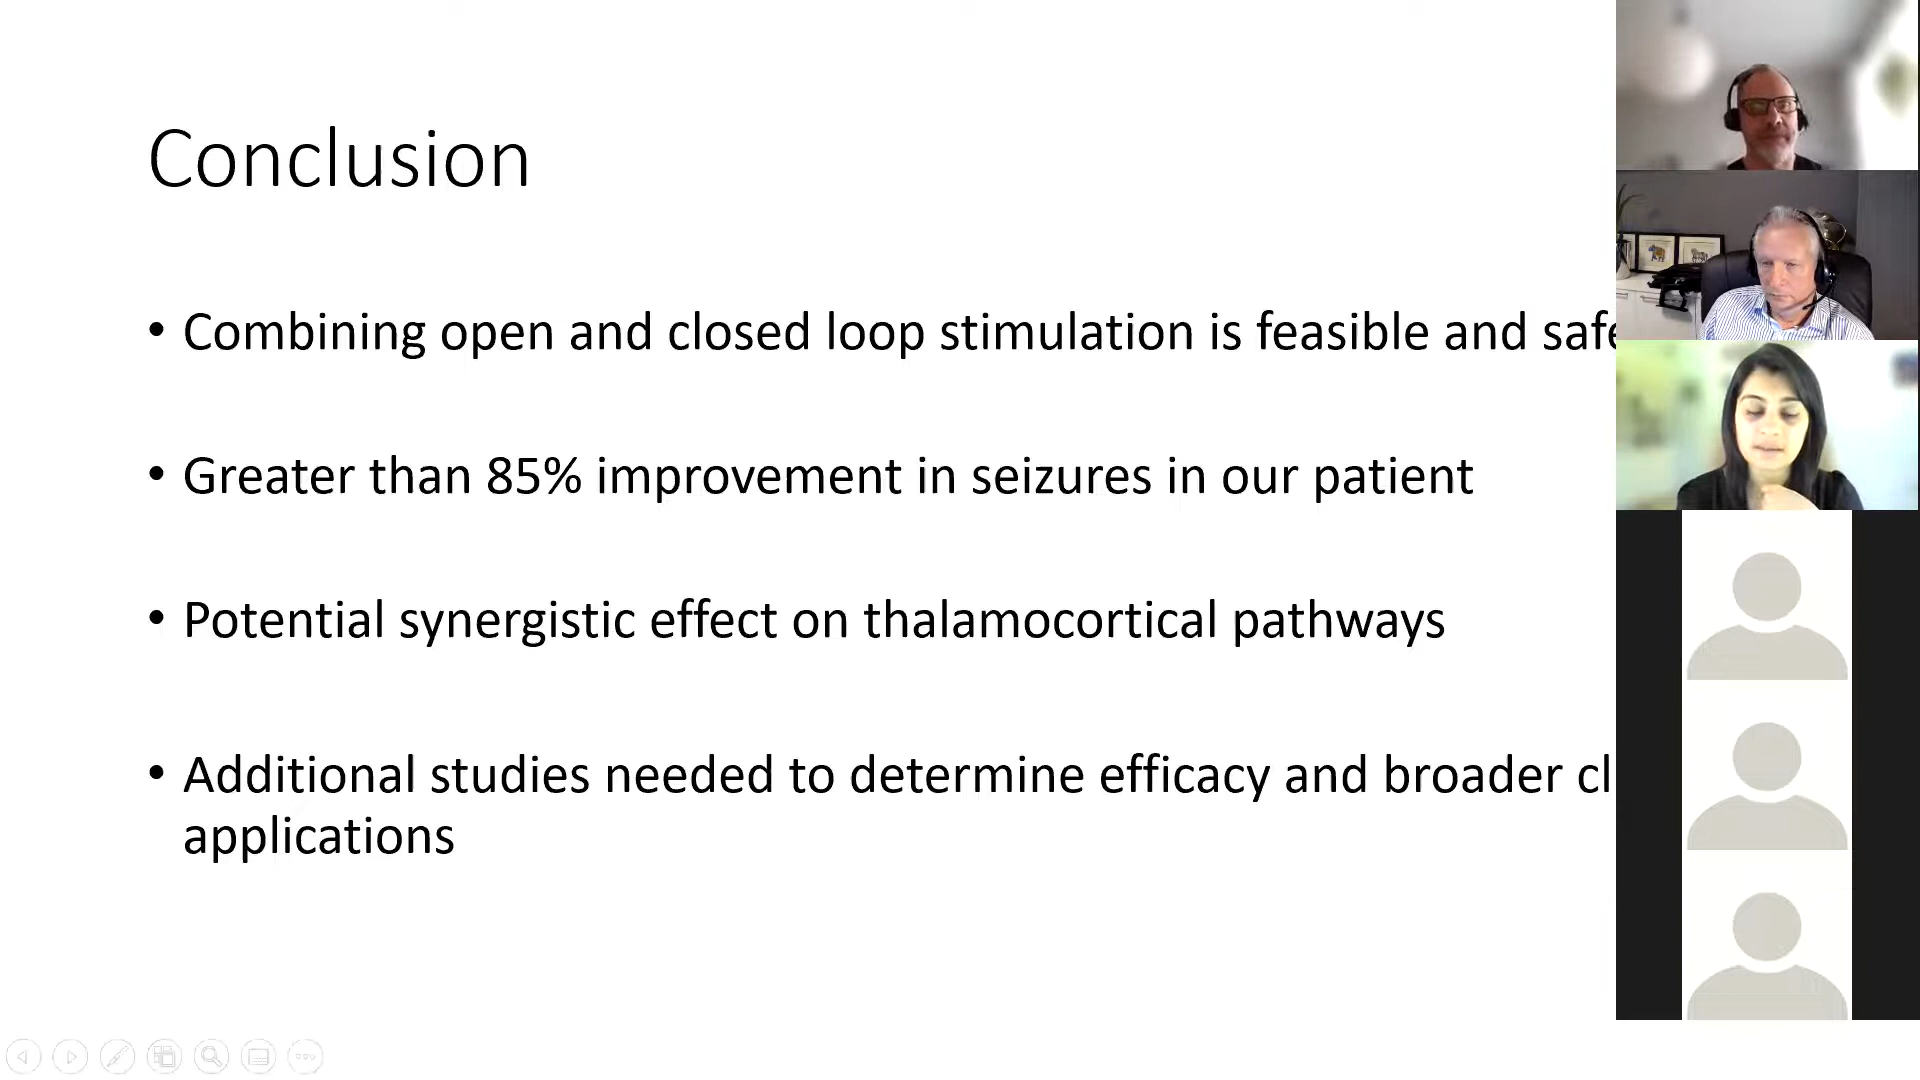 Conclusion
• Combining open and closed loop stimulation is feasible and safe
• Greater than 85% improvement in seizures in our patient
• Potential synergistic effect on thalamocortical pathways
• Additional studies needed to determine efficacy and broader
applications